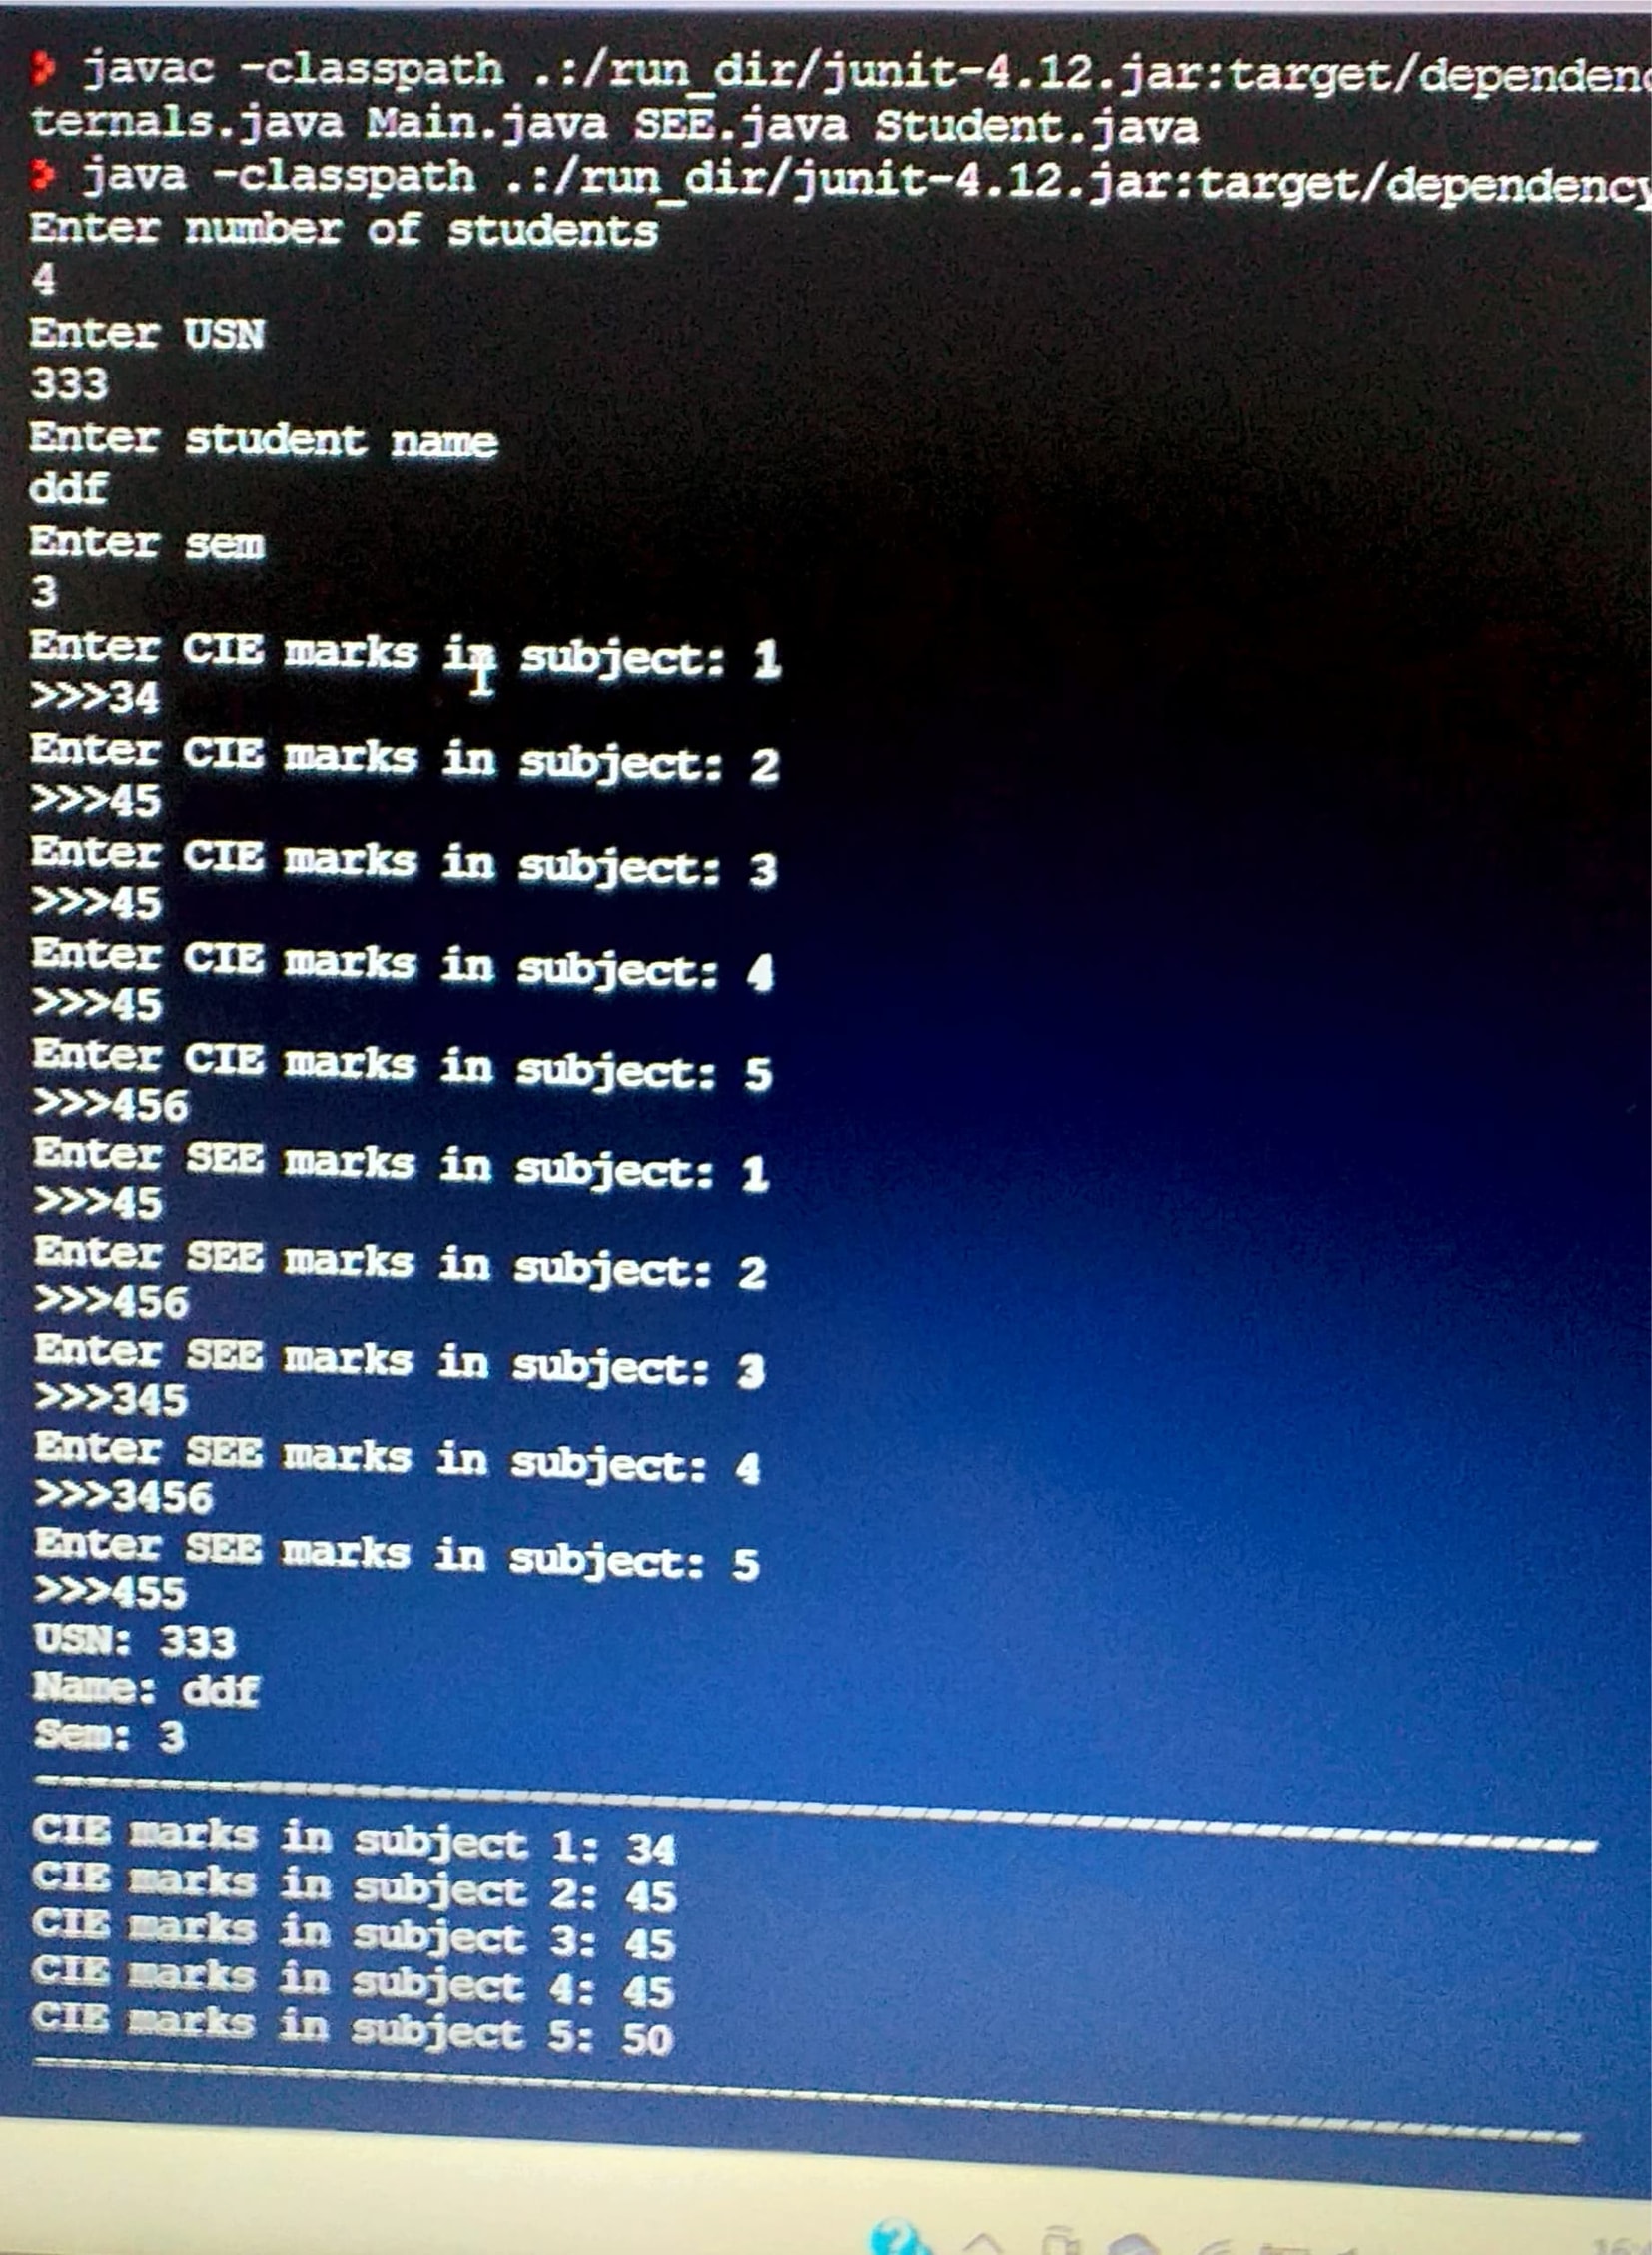 javac -classpath .:/run_dir/junit-4.12.jar:target/dependenc
ternals.java Main.java SEE.java Student.java
java -classpath .:/run_dir/junit-4.12.jar:target/dependency
Enter number of students
4
Enter USN
333
Enter student name
ddf
Enter sem
3
Enter CIE marks in subject: 1
>>>34
Enter CIE marks in subject: 2
>>>45
Enter CIE marks in subject: 3
>>>45
Enter CIE marks in subject: 4
>>>45
Enter CIE marks in subject: 5
>>>456
Enter SEE marks in subject: 1
>>>45
Enter SEE marks in subject: 2
>>>456
Enter SEE marks in subject: 3
>>>345
Enter SEE marks in subject: 4
>>>3456
Enter SEE marks in subject: 5
>>>455
USN: 333
Name: ddf
Sem: 3
CIE marks in subject 1: 34
CIE marks in subject 2: 45
CIE marks in subject 3: 45
CIE marks in subject 4: 45
CIE marks in subject 5: 50